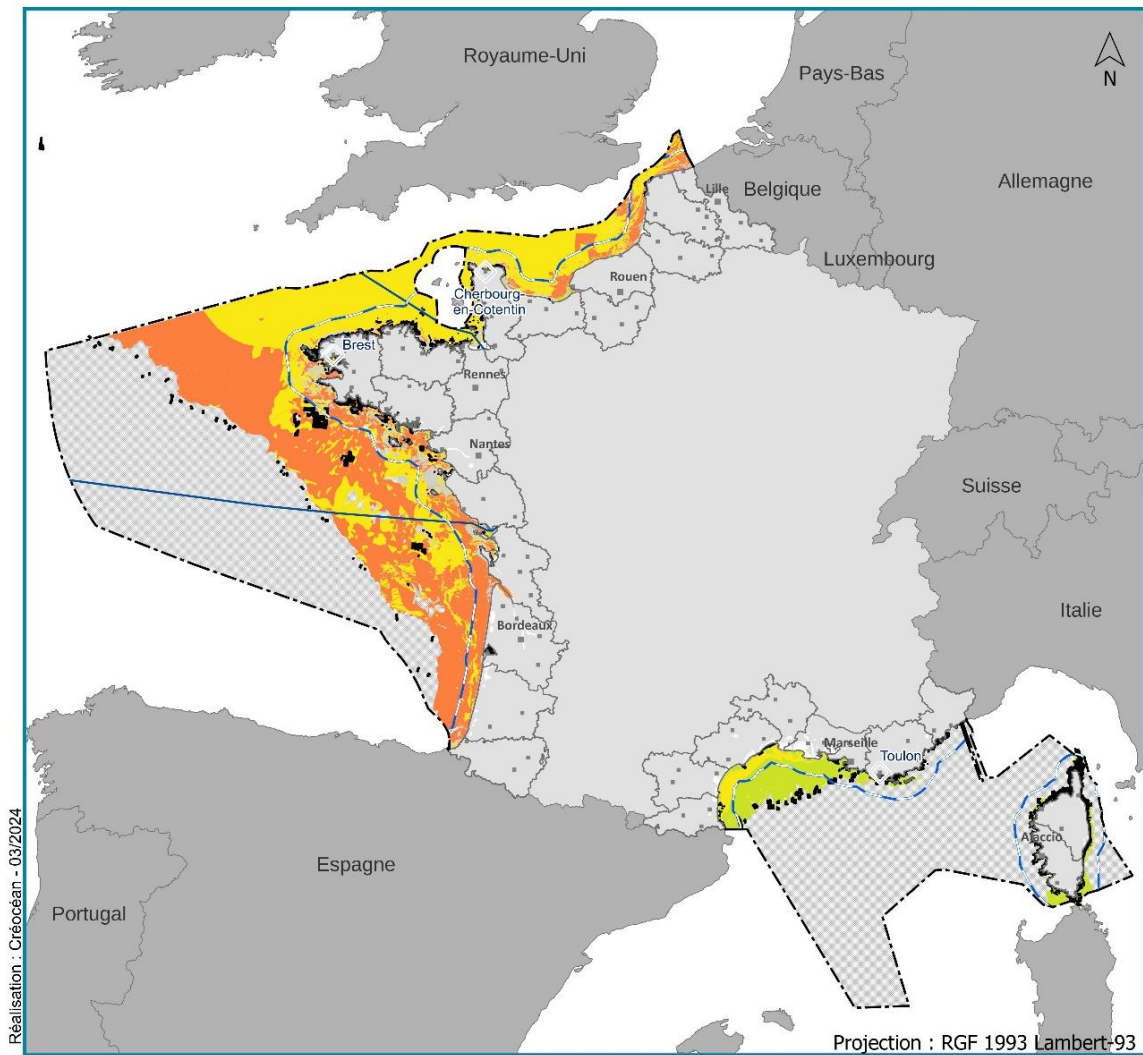 Royaume-Uni
Pays-Bas
N
Allemagne
Lille
Belgique
Luxembourg
Rouen
Cherbourg-
en-Cotentin
Brest
Rennes
Nantes
Suisse
Italie
Bordeaux
Marseille
Toulon
Ajaccio
Espagne
Portugal
Réalisation : Créocéan - 03/2024
Projection : RGF 1993 Lambert-93